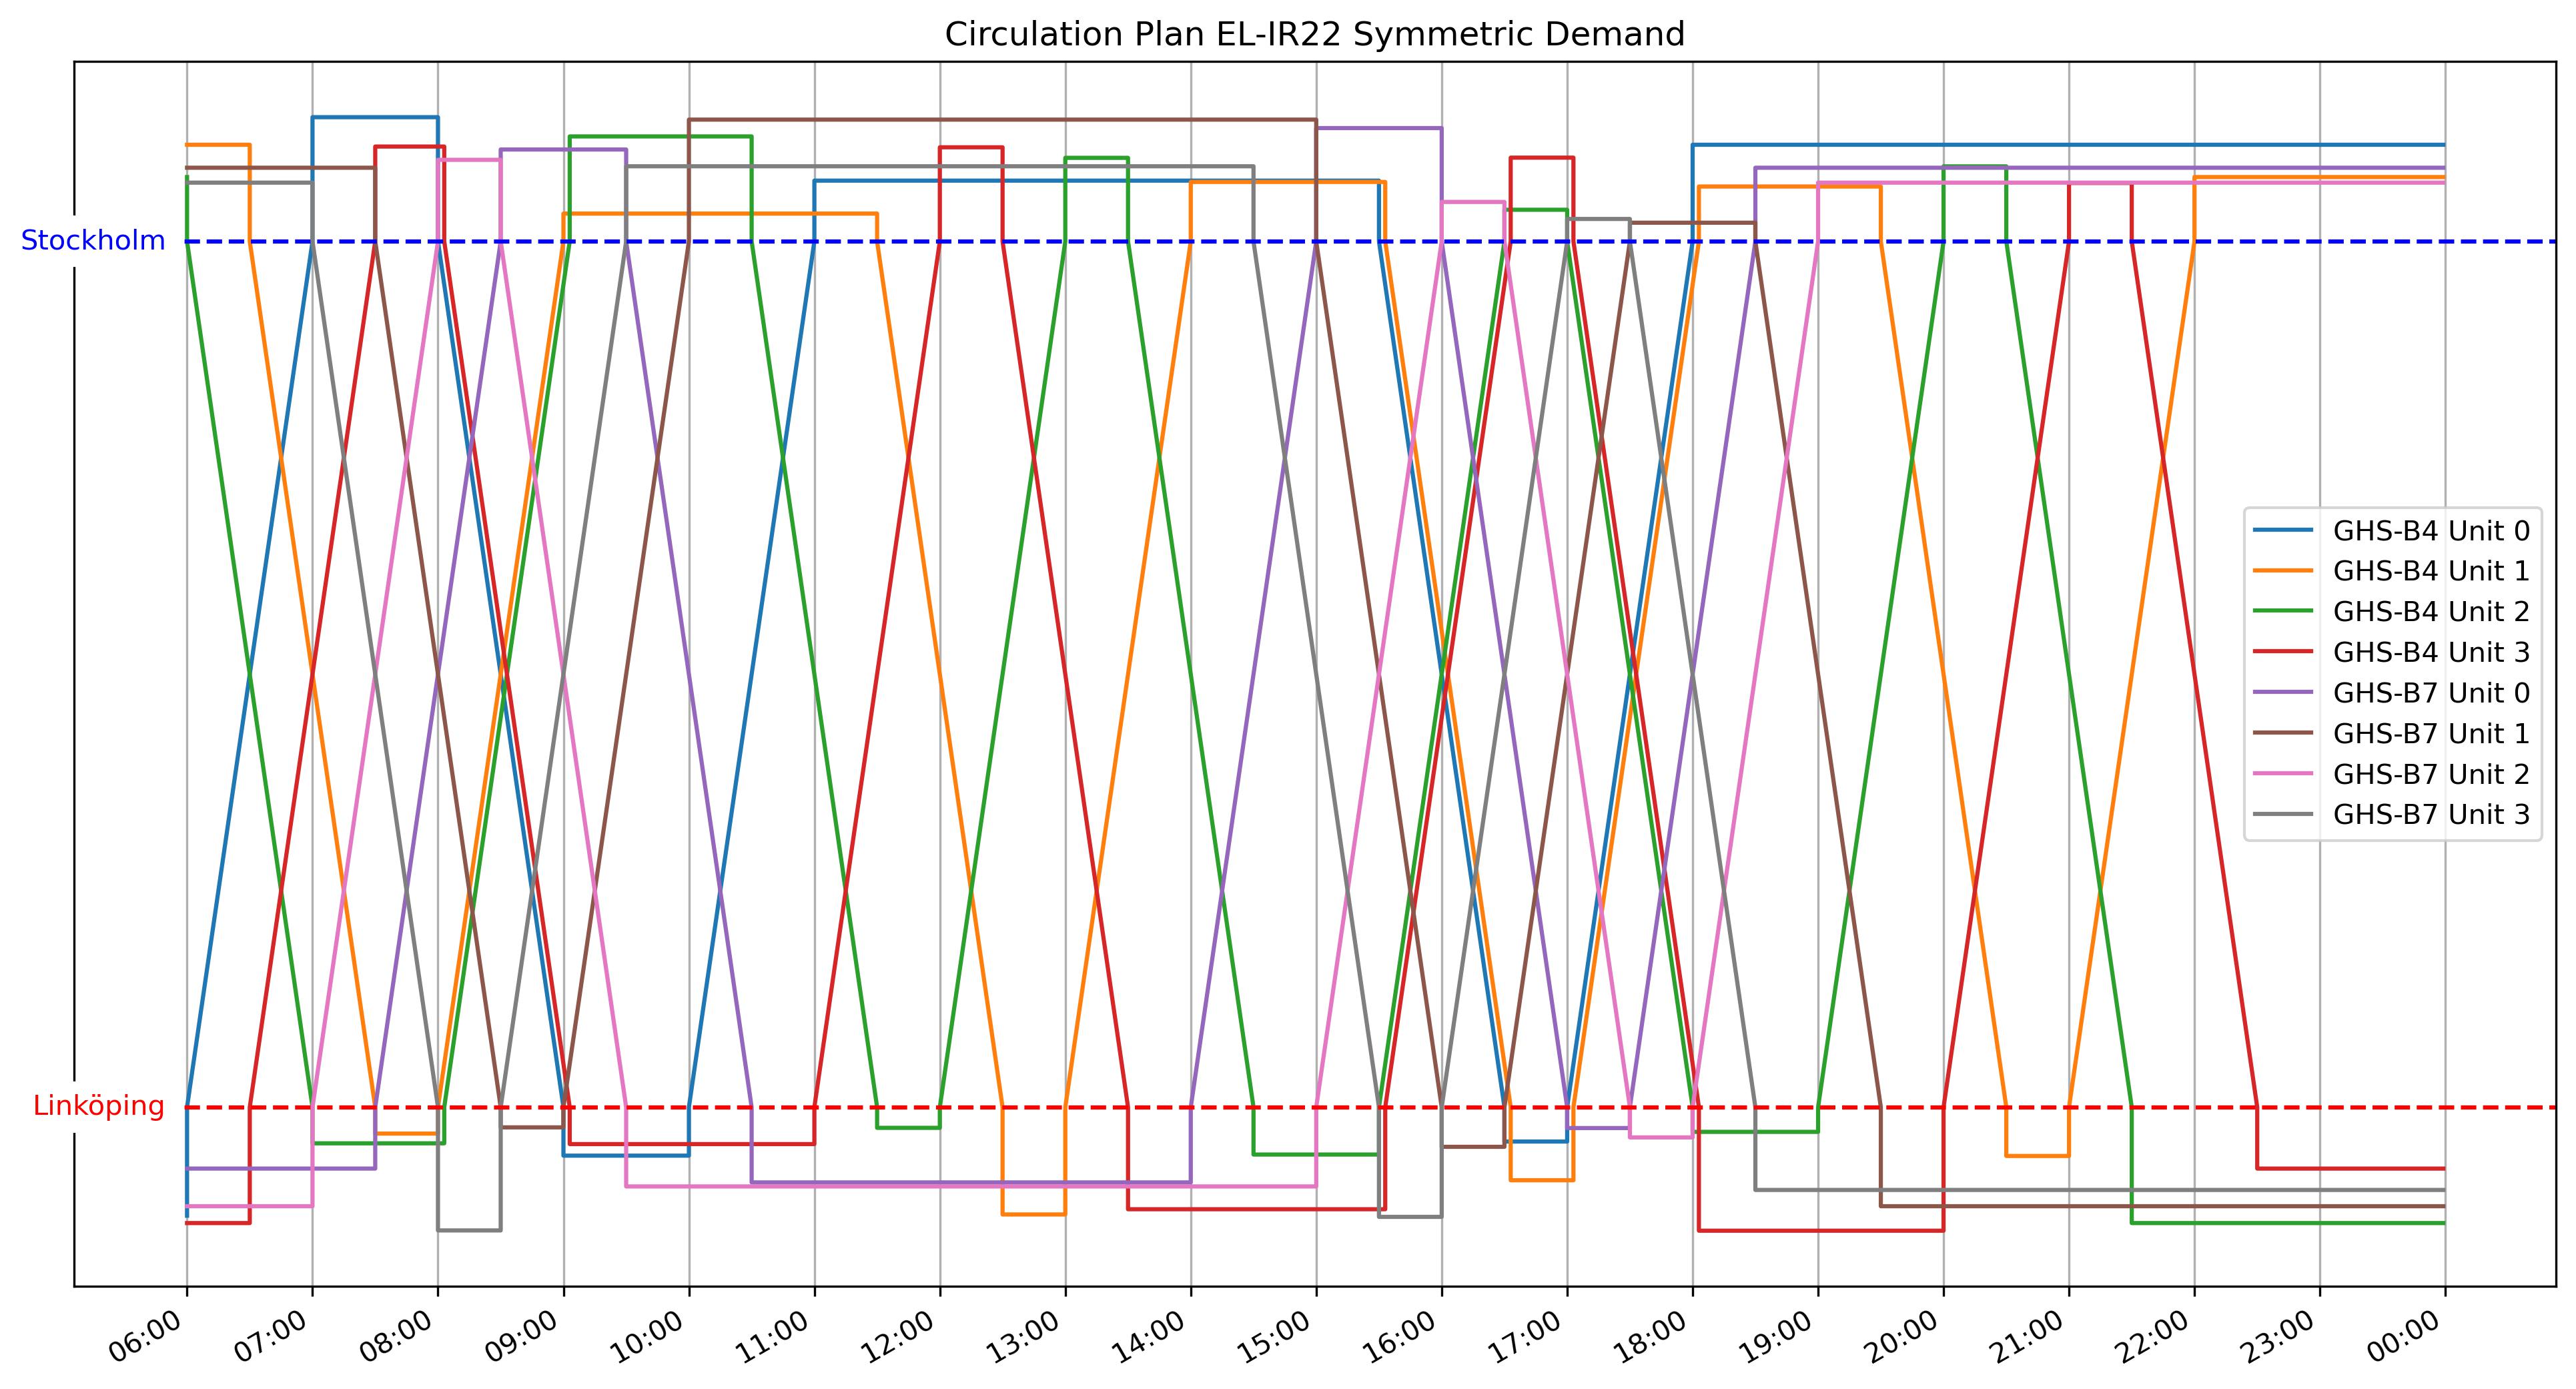 Circulation Plan EL-IR22 Symmetric Demand
Stockholm
Linköping
GHS-B4 Unit 0
GHS-B4 Unit 1
GHS-B4 Unit 2
GHS-B4 Unit 3
GHS-B7 Unit 0
GHS-B7 Unit 1
GHS-B7 Unit 2
GHS-B7 Unit 3
06:00 07:00 08:00 09:00 10:00 11:00 12:00 13:00 14:00 15:00 16:00 17:00 18:00 19:00 20:00 21:00 22:00 23:00 00:00